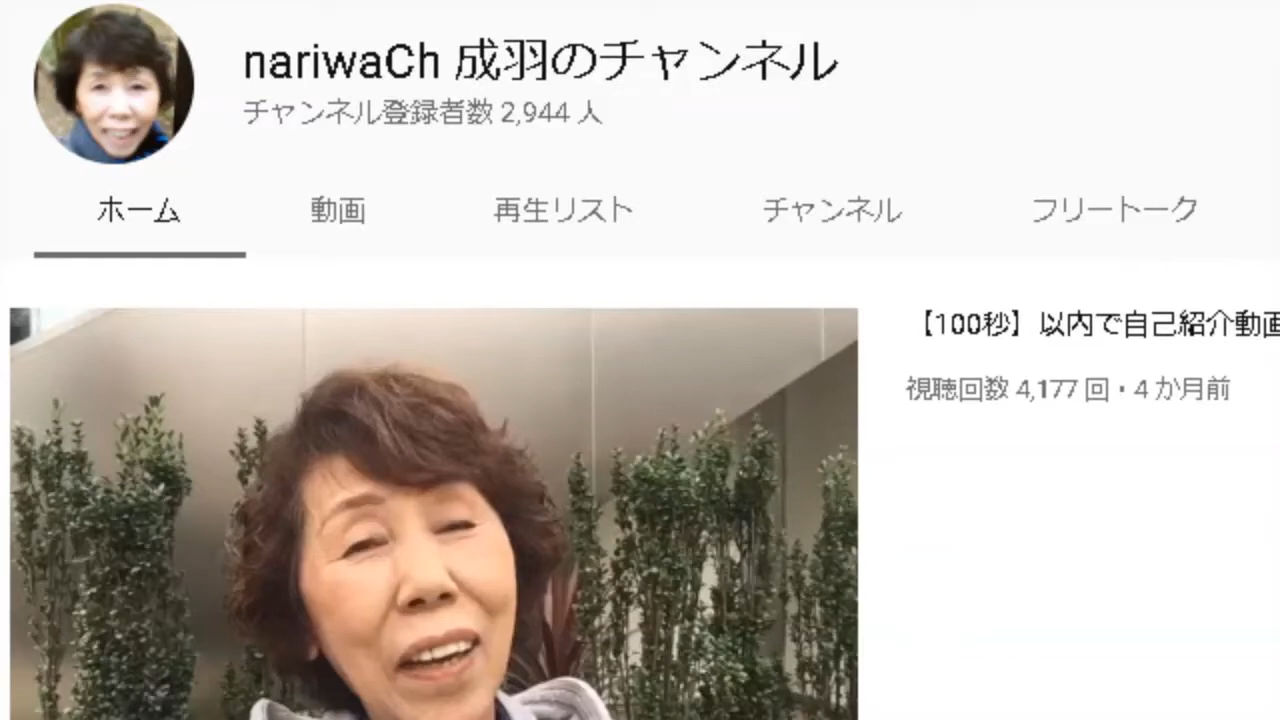 nariwaCh 成羽のチャンネル
チャンネル登録者数 2,944 人
ホーム 動画 再生リスト チャンネル フリートーク
【100秒】以内で自己紹介動画
視聴回数 4,177 回・4 か月前